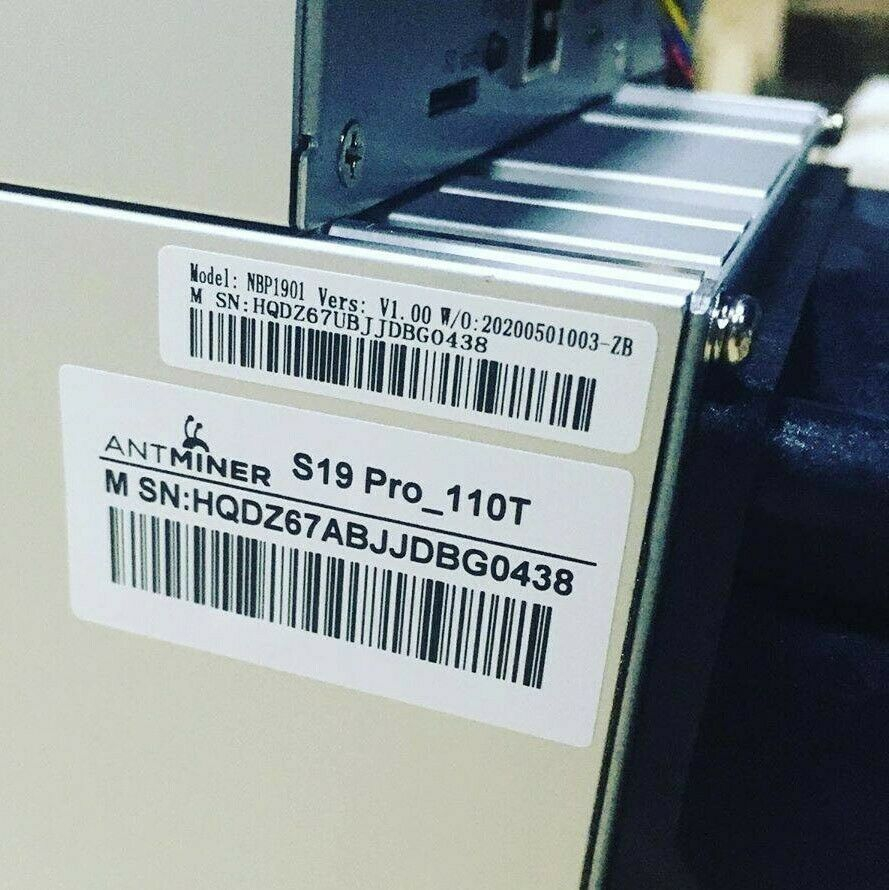 Model: NBP1901 Vers: V1.00 W/O:20200501003-ZB
M SN:HQDZ67UBJJDBG0438
ANTMINER S19 Pro_110T
M SN:HQDZ67ABJJDBG0438